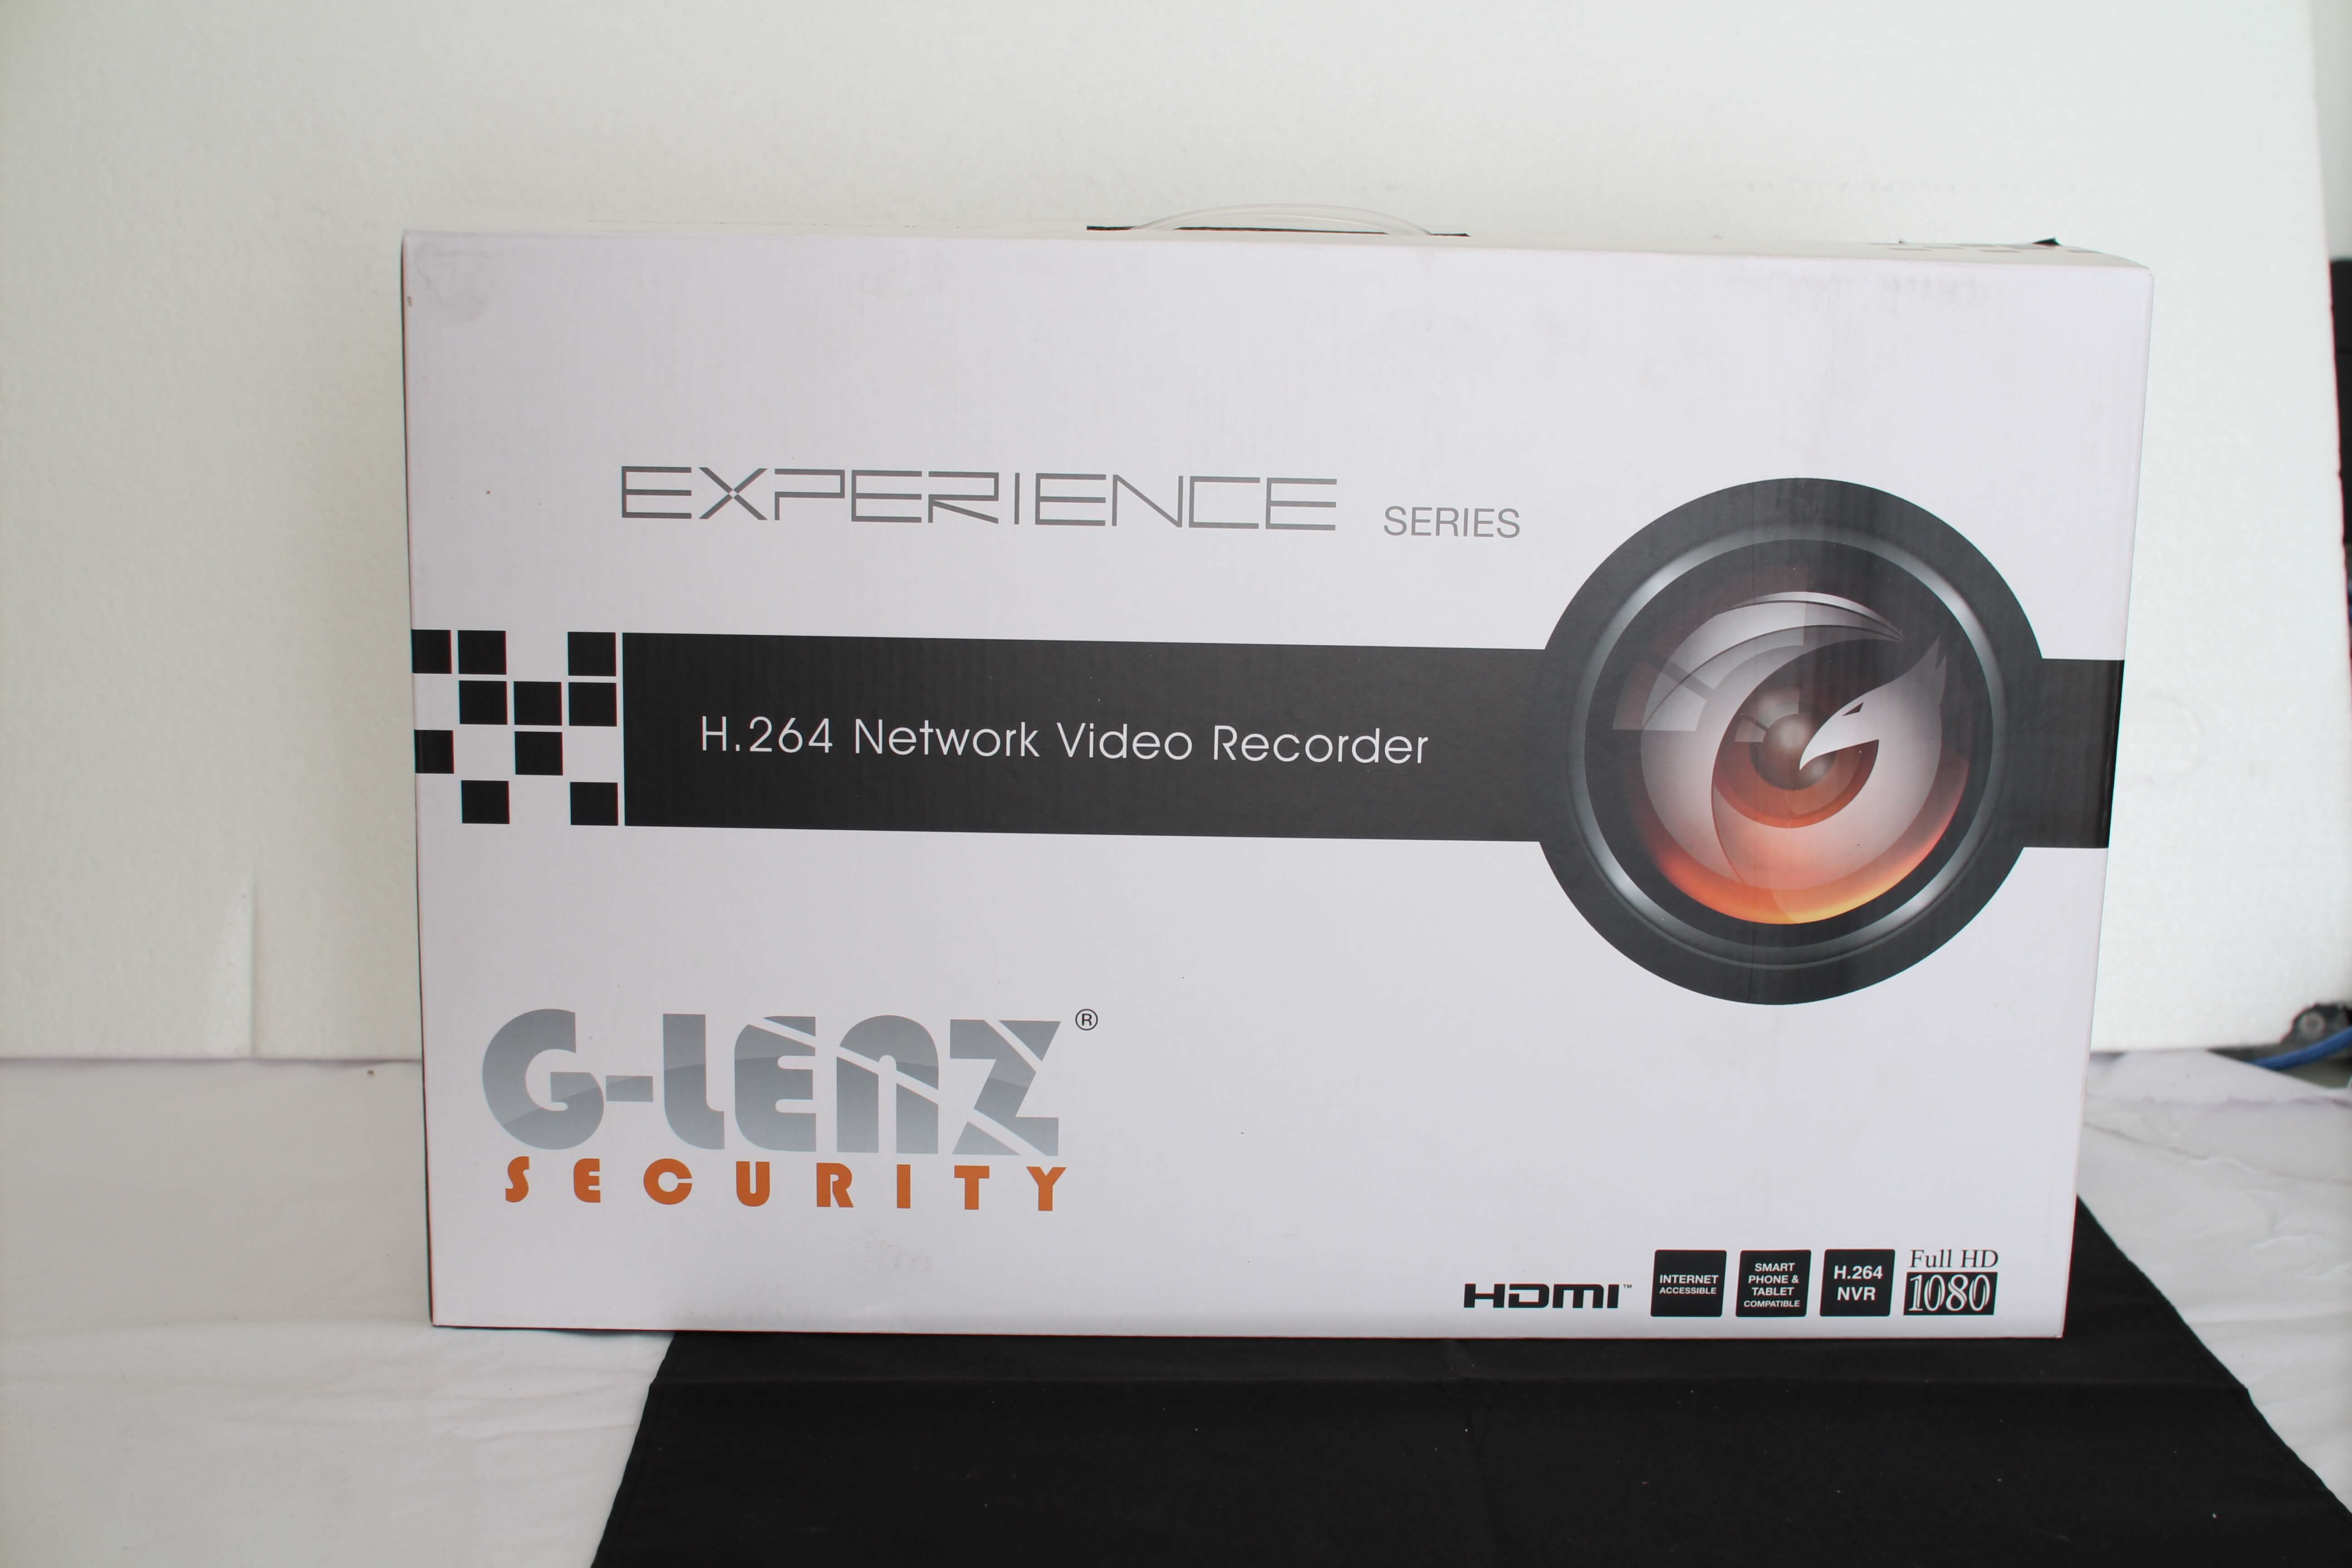 EXPERIENCE SERIES
H.264 Network Video Recorder
G-LENZ®
SECURITY
HDMI™
INTERNET
ACCESSIBLE
SMART
PHONE &
TABLET
COMPATIBLE
H.264
NVR
Full HD
1080